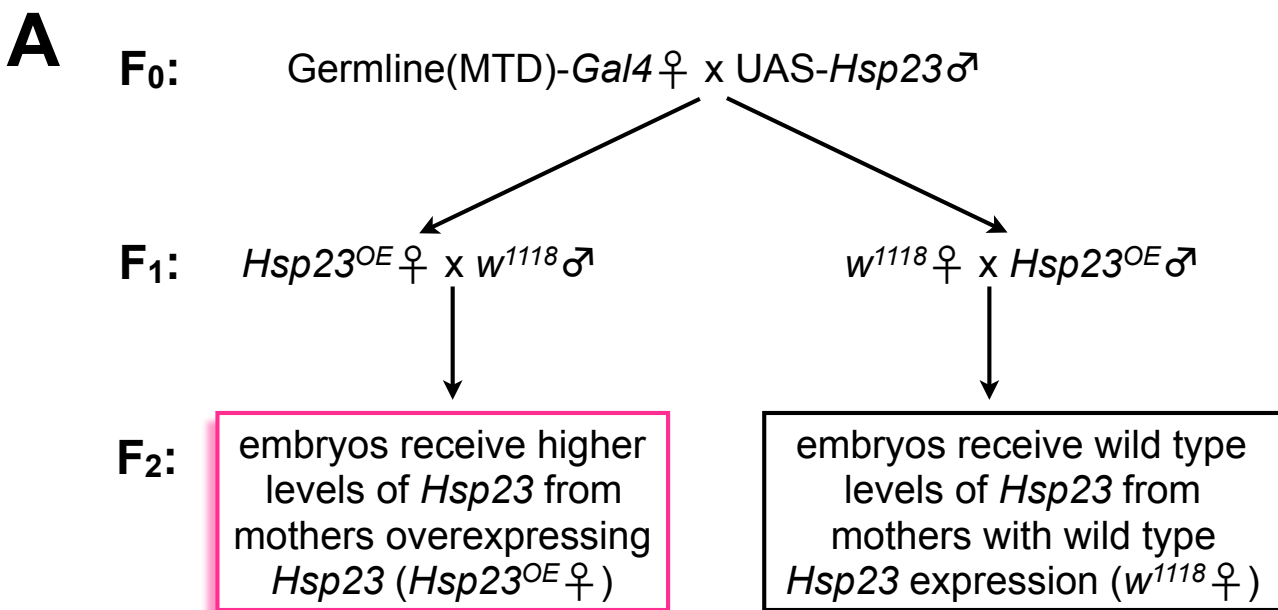 A
F0: Germline(MTD)-Gal4♀ x UAS-Hsp23♂
F1: Hsp23OE♀ x w1118♂ w1118♀ x Hsp23OE♂
F2:
embryos receive higher
levels of Hsp23 from
mothers overexpressing
Hsp23 (Hsp23OE♀)
embryos receive wild type
levels of Hsp23 from
mothers with wild type
Hsp23 expression (w1118♀)